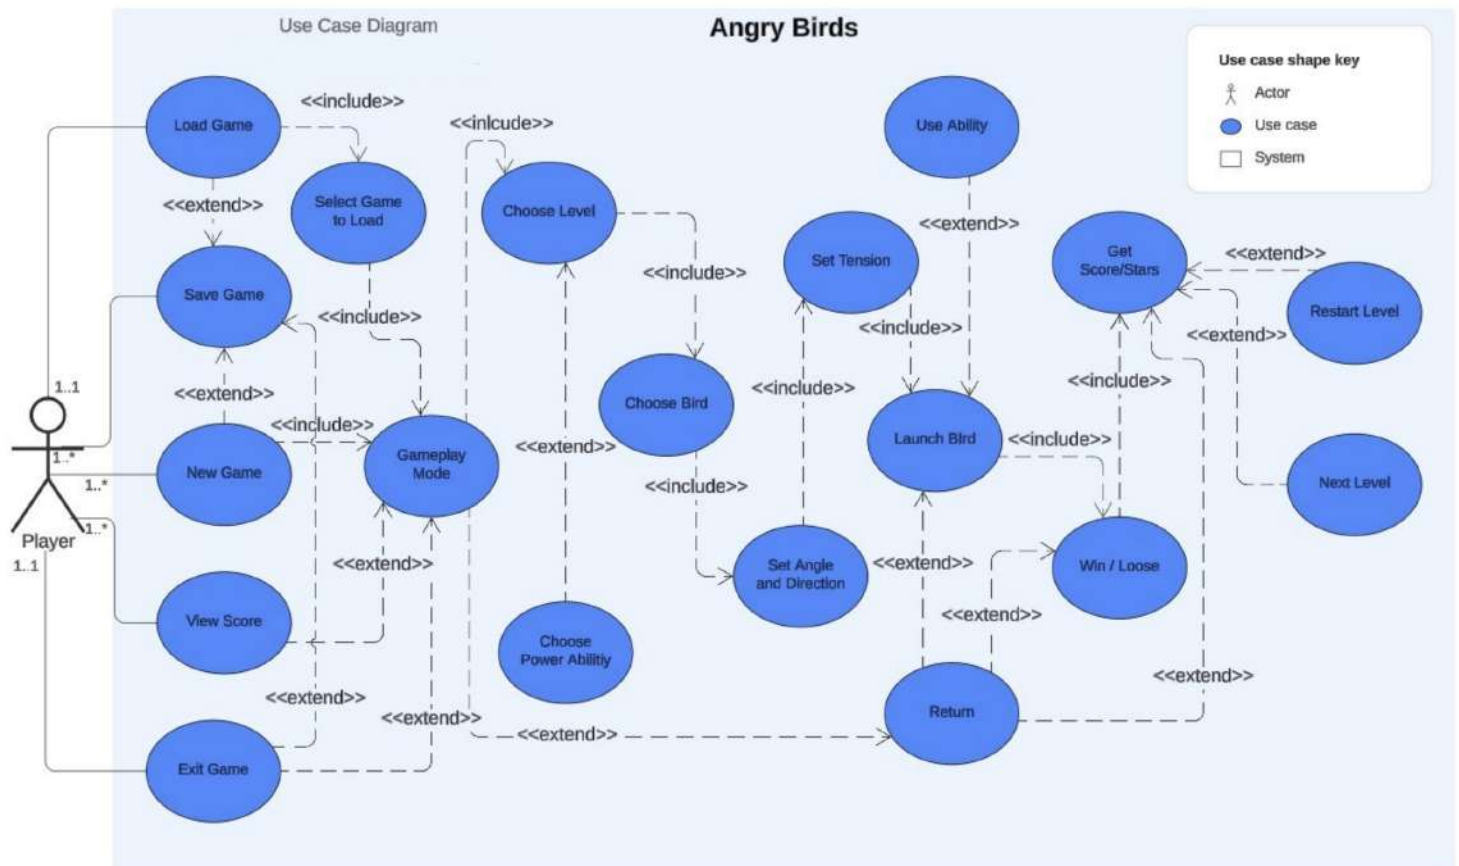 Use Case Diagram
Angry Birds
Use case shape key
Actor
Use case
System
Load Game
<<include>>
<<inlcude>>
Use Ability
<<extend>>
Select Game
to Load
Choose Level
<<extend>>
Set Tension
Get
Score/Stars
<<extend>>
Save Game
<<include>>
<<include>>
<<include>>
Restart Level
<<extend>>
1..1
<<extend>>
<<include>>
<<include>>
Choose Bird
<<include>>
1..*
New Game
Gameplay
Mode
<<extend>>
Launch BIrd
<<include>>
Next Level
1..*
<<include>>
1..*
Player
1..1
<<extend>>
<<extend>>
Set Angle
and Direction
Win / Loose
View Score
Choose
Power Abilitiy
<<extend>>
<<extend>>
<<extend>>
<<extend>>
<<extend>>
Return
Exit Game